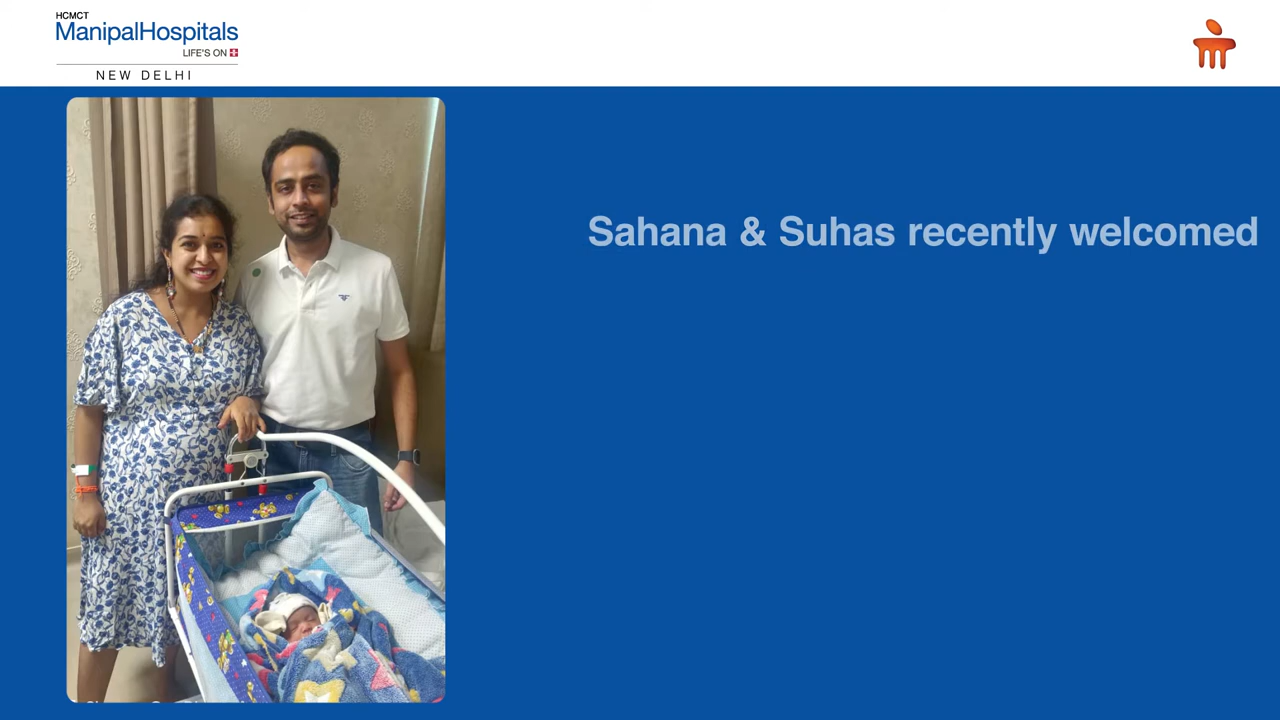 HCMCT
ManipalHospitals
LIFE'S ON
NEW DELHI
Sahana & Suhas recently welcomed